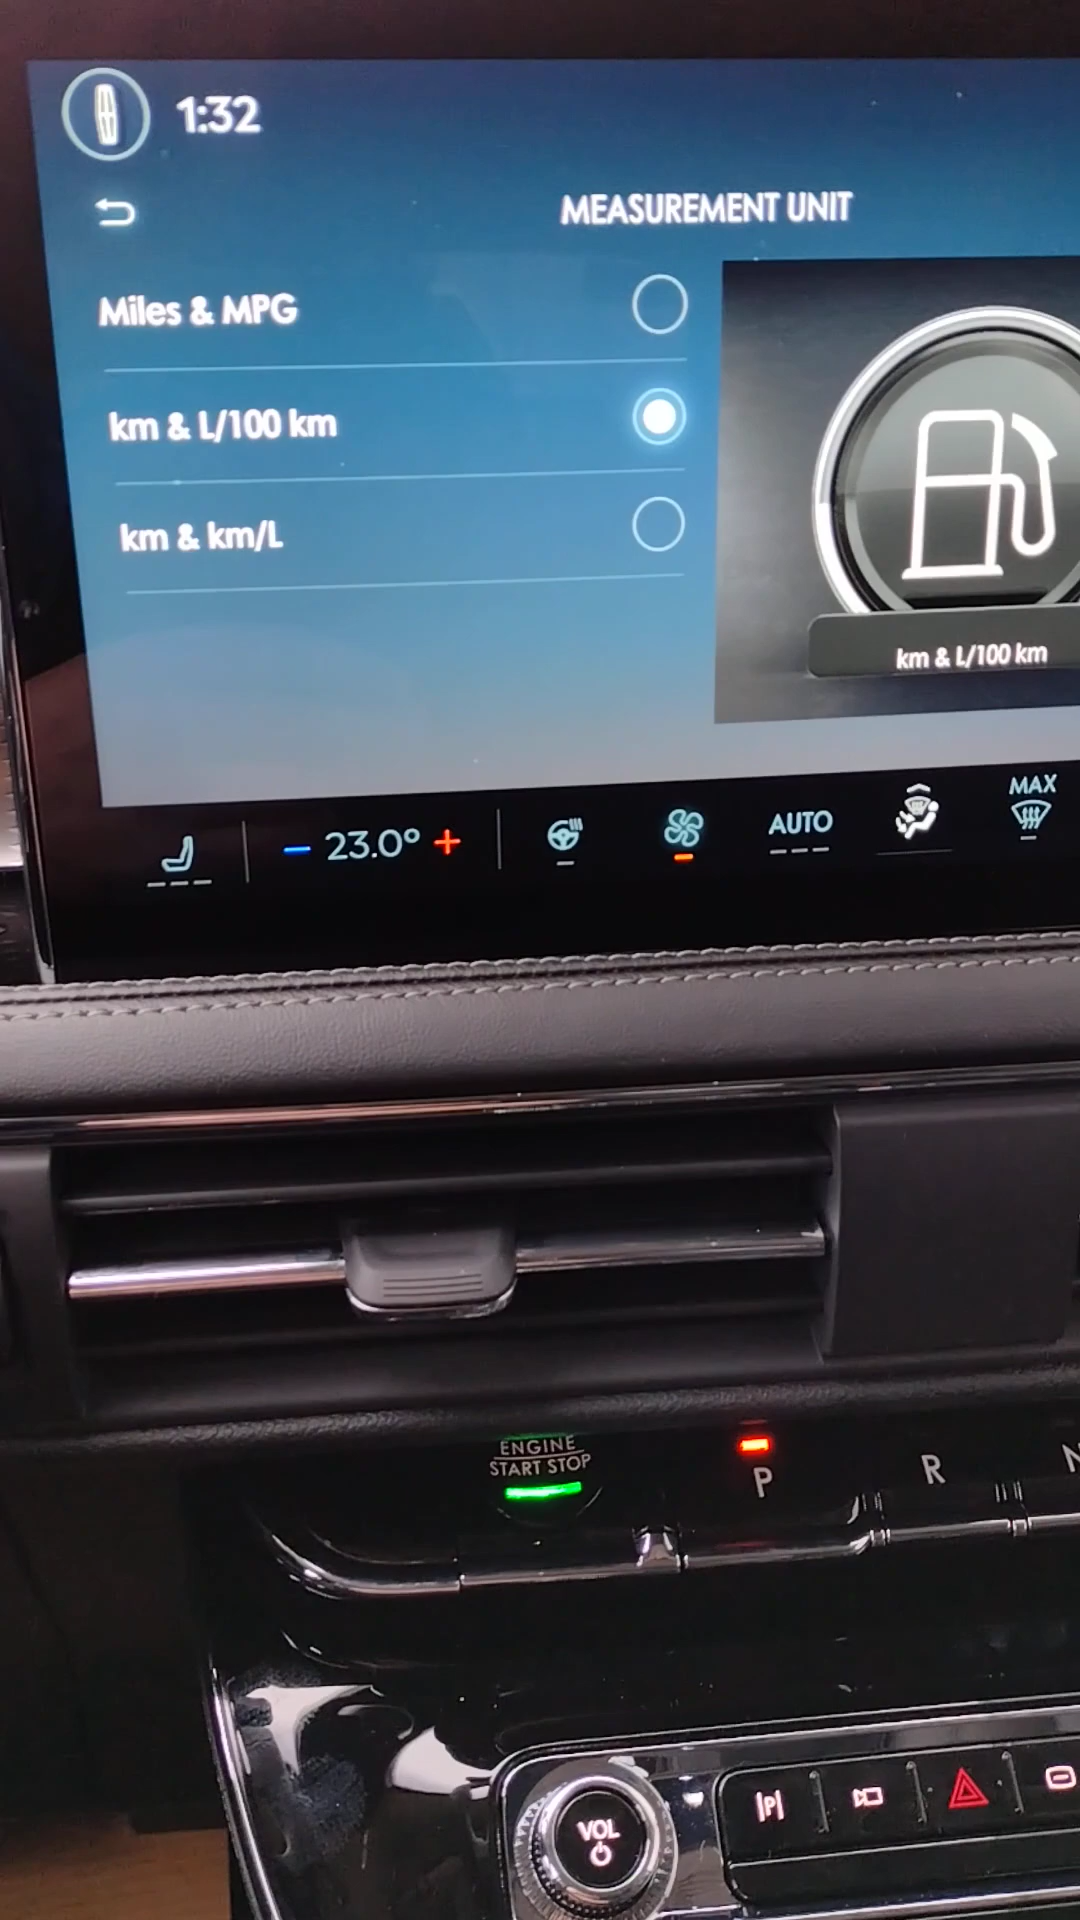 1:32
MEASUREMENT UNIT
Miles & MPG
km & L/100 km
km & km/L
km & L/100 km
23.0°
AUTO
MAX
ENGINE
START STOP
P
R
N
VOL
P